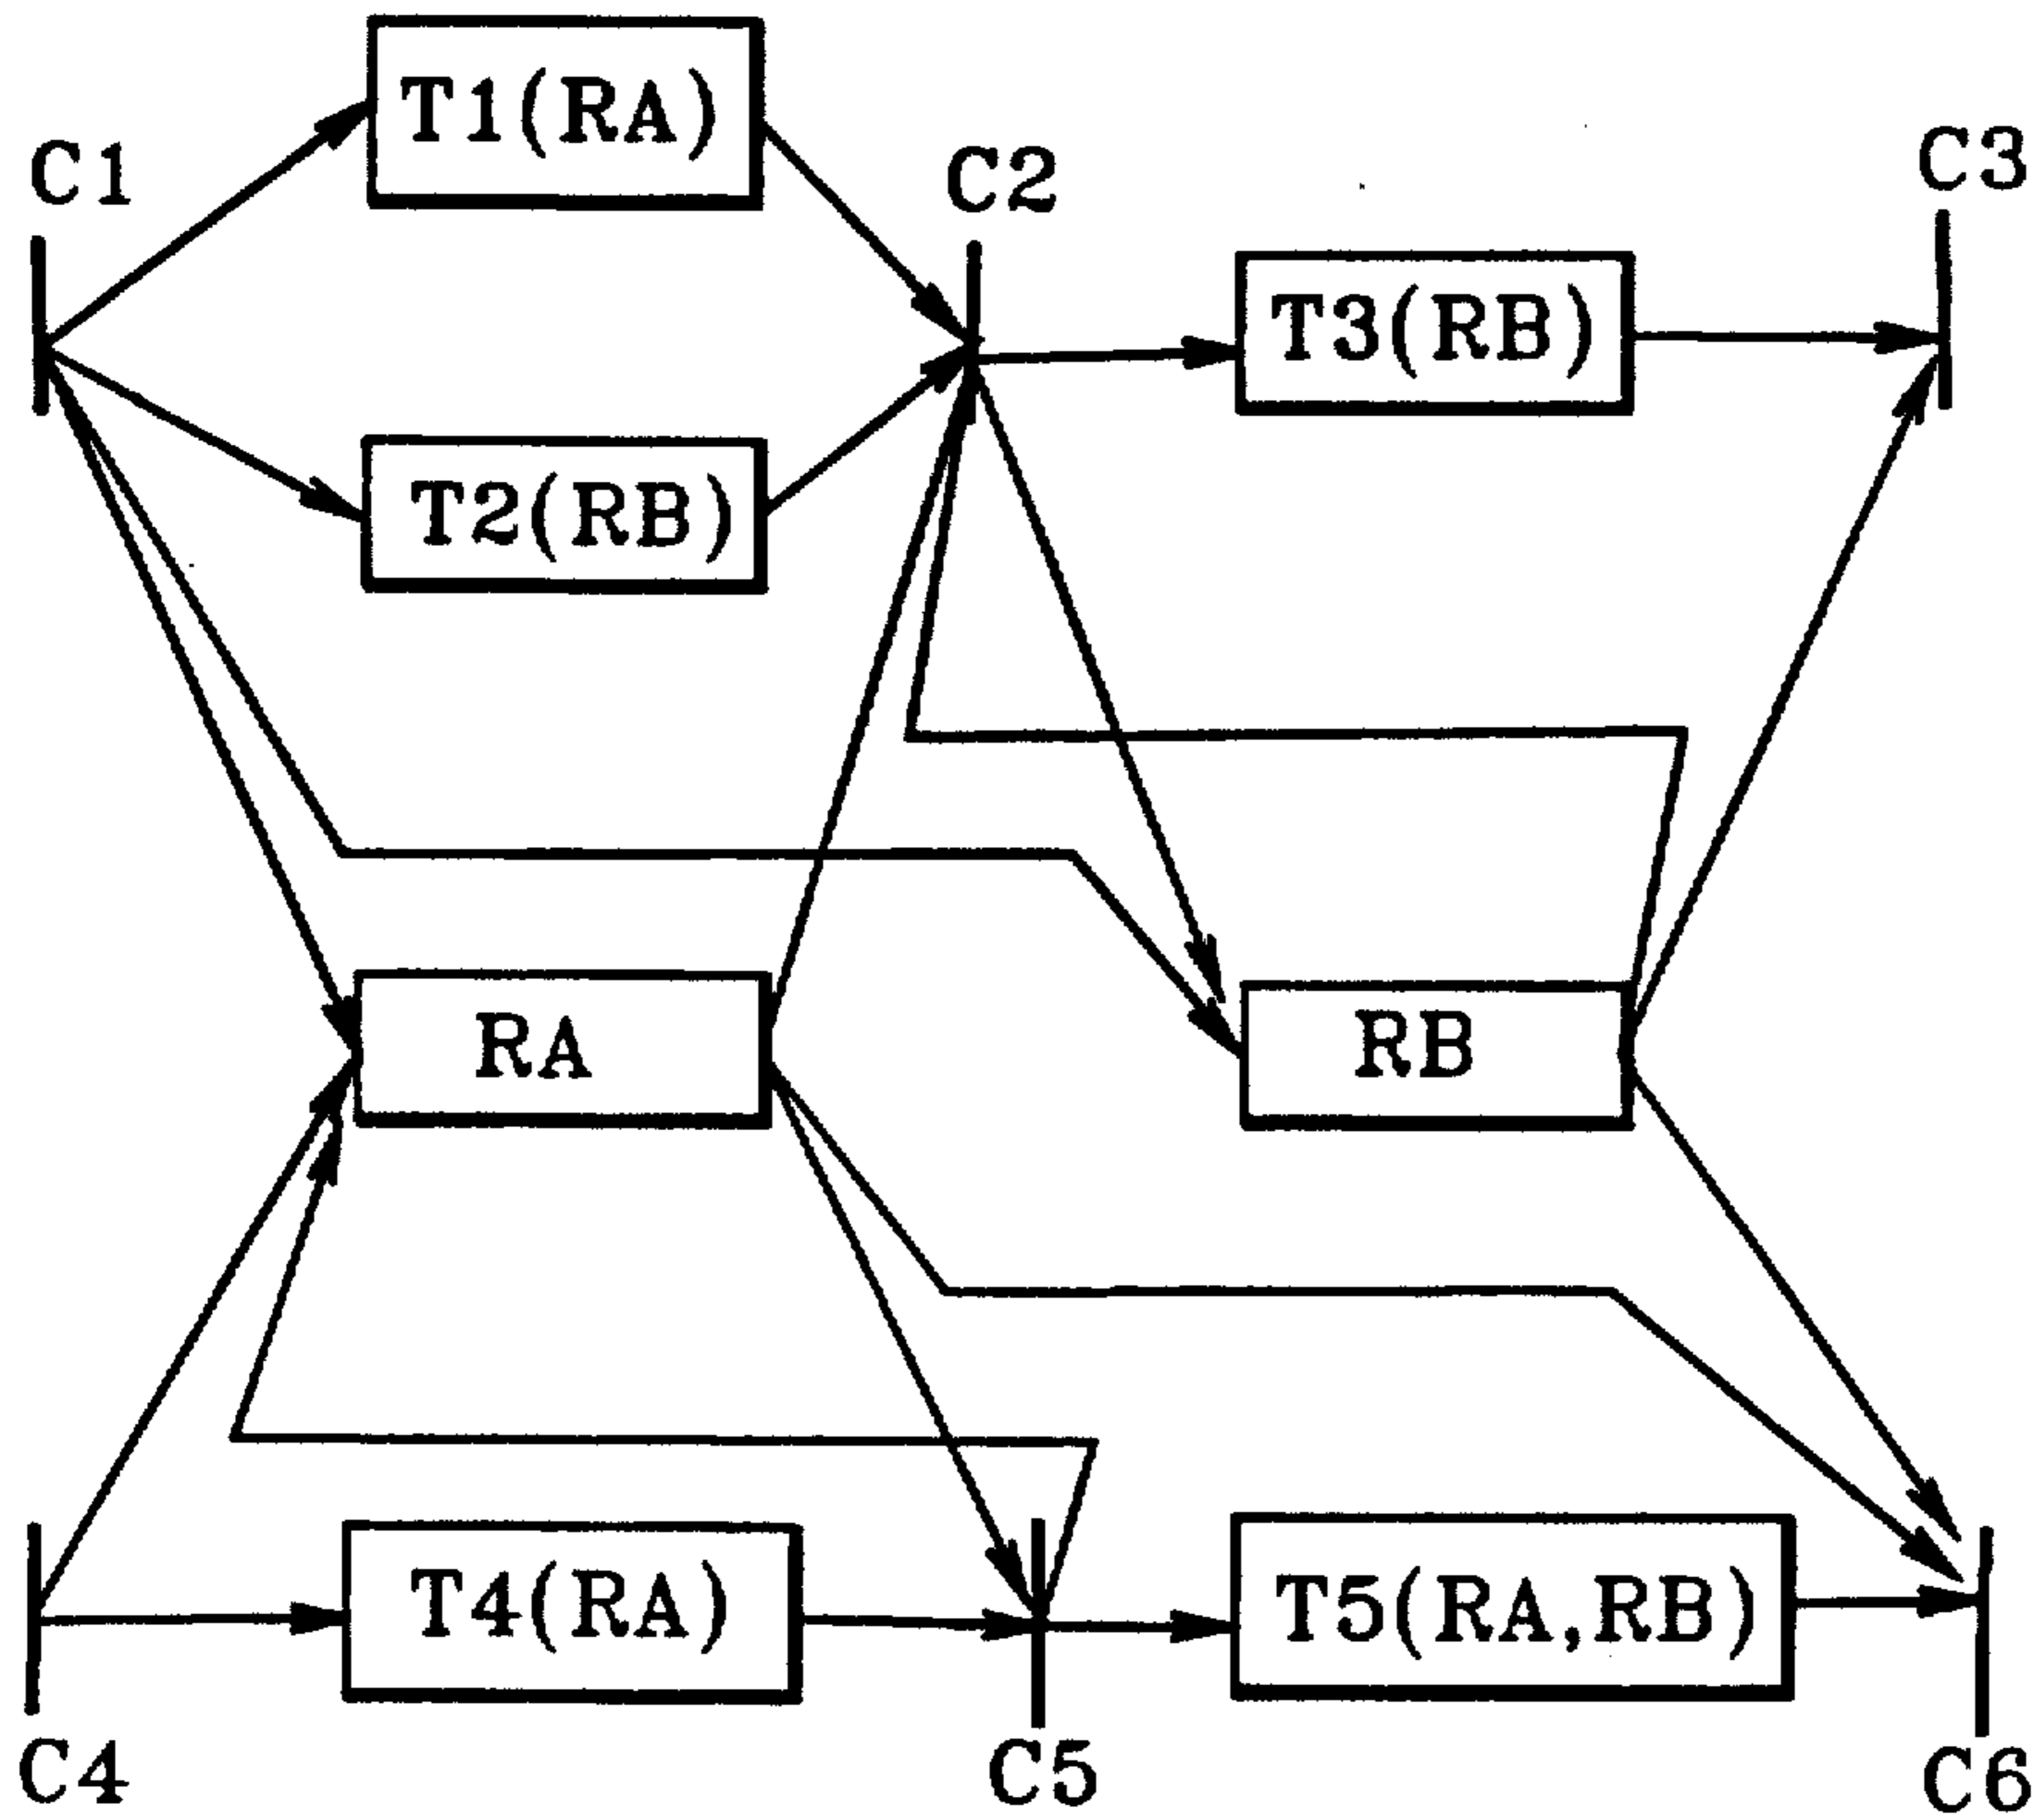 T1(RA)
C1
C2
C3
T3(RB)
T2(RB)
RA
RB
T4(RA)
T5(RA,RB)
C4
C5
C6